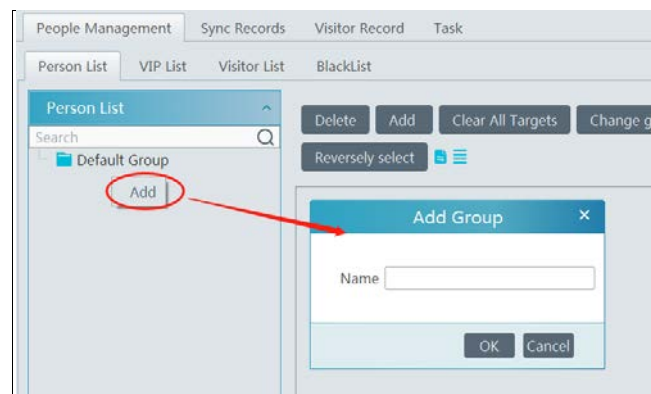 People Management Sync Records Visitor Record Task
Person List VIP List Visitor List BlackList
Person List
Search
Default Group
Add
Delete Add Clear All Targets Change g
Reversely select
Add Group
Name
OK Cancel